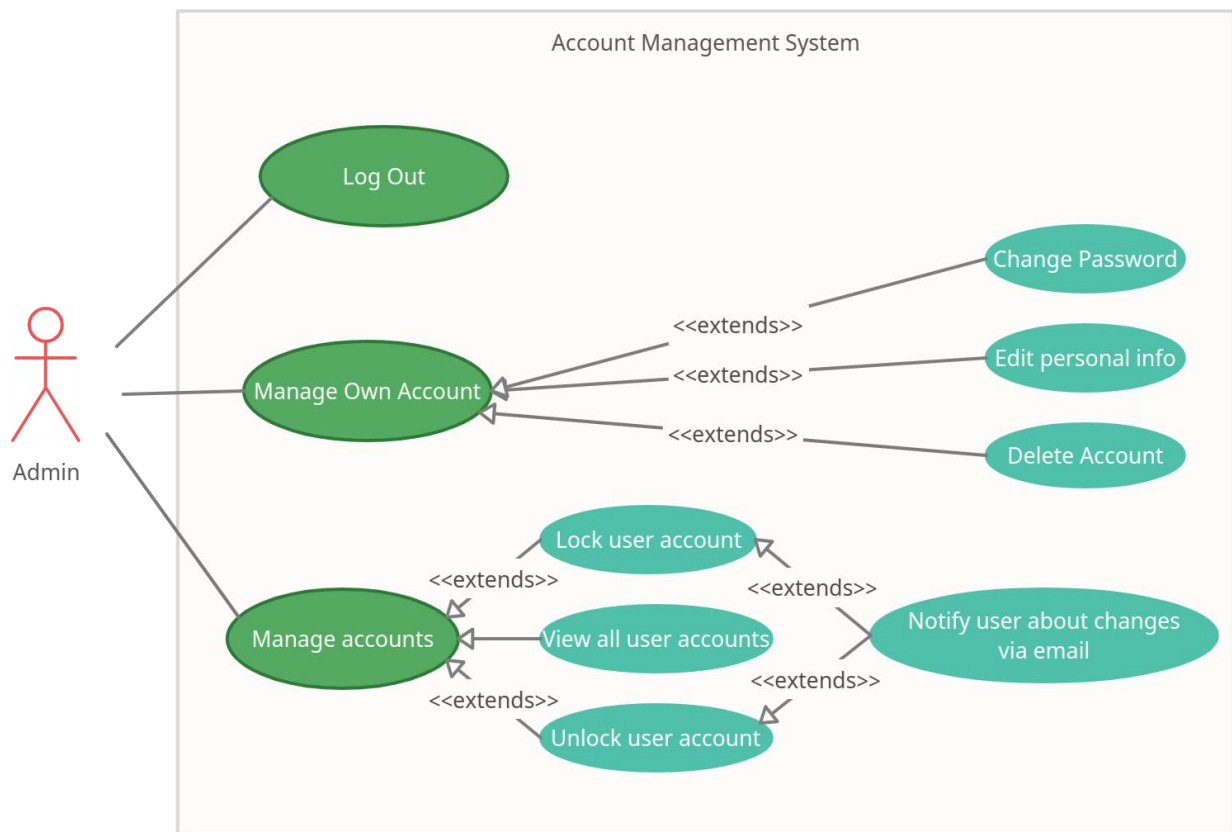 Account Management System
Log Out
Change Password
<<extends>>
Edit personal info
<<extends>>
Manage Own Account
<<extends>>
Delete Account
Admin
Lock user account
<<extends>>
<<extends>>
Manage accounts
View all user accounts
Notify user about changes
via email
<<extends>>
<<extends>>
Unlock user account